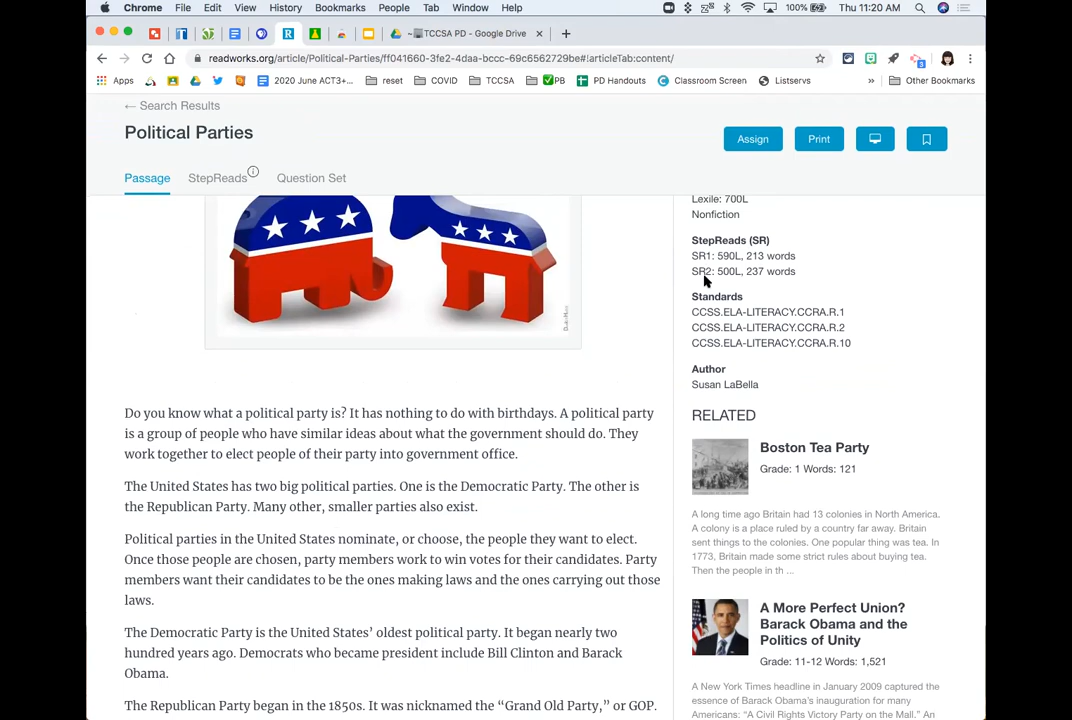 Chrome File Edit View History Bookmarks People Tab Window Help 100% Thu 11:20 AM
TCCSA PD - Google Drive
readworks.org/article/Political-Parties/ff041660-3fe2-4daa-bccc-69c6562729be#!articleTab:content/
Apps 2020 June ACT3+... reset COVID TCCSA PB PD Handouts Classroom Screen Listservs » Other Bookmarks
← Search Results
Political Parties
Assign Print
Passage StepReads Question Set
Lexile: 700L
Nonfiction
StepReads (SR)
SR1: 590L, 213 words
SR2: 500L, 237 words
Standards
CCSS.ELA-LITERACY.CCRA.R.1
CCSS.ELA-LITERACY.CCRA.R.2
CCSS.ELA-LITERACY.CCRA.R.10
Author
Susan LaBella
Do you know what a political party is? It has nothing to do with birthdays. A political party
is a group of people who have similar ideas about what the government should do. They
work together to elect people of their party into government office.
The United States has two big political parties. One is the Democratic Party. The other is
the Republican Party. Many other, smaller parties also exist.
Political parties in the United States nominate, or choose, the people they want to elect.
Once those people are chosen, party members work to win votes for their candidates. Party
members want their candidates to be the ones making laws and the ones carrying out those
laws.
The Democratic Party is the United States' oldest political party. It began nearly two
hundred years ago. Democrats who became president include Bill Clinton and Barack
Obama.
The Republican Party began in the 1850s. It was nicknamed the “Grand Old Party,” or GOP.
RELATED
Boston Tea Party
Grade: 1 Words: 121
A long time ago Britain had 13 colonies in North America.
A colony is a place ruled by a country far away. Britain
sent things to the colonies. One popular thing was tea. In
1773, Britain made some strict rules about buying tea.
Then the people in th ...
A More Perfect Union?
Barack Obama and the
Politics of Unity
Grade: 11-12 Words: 1,521
A New York Times headline in January 2009 captured the
essence of Barack Obama's inauguration for many
Americans: “A Civil Rights Victory Party on the Mall.” An